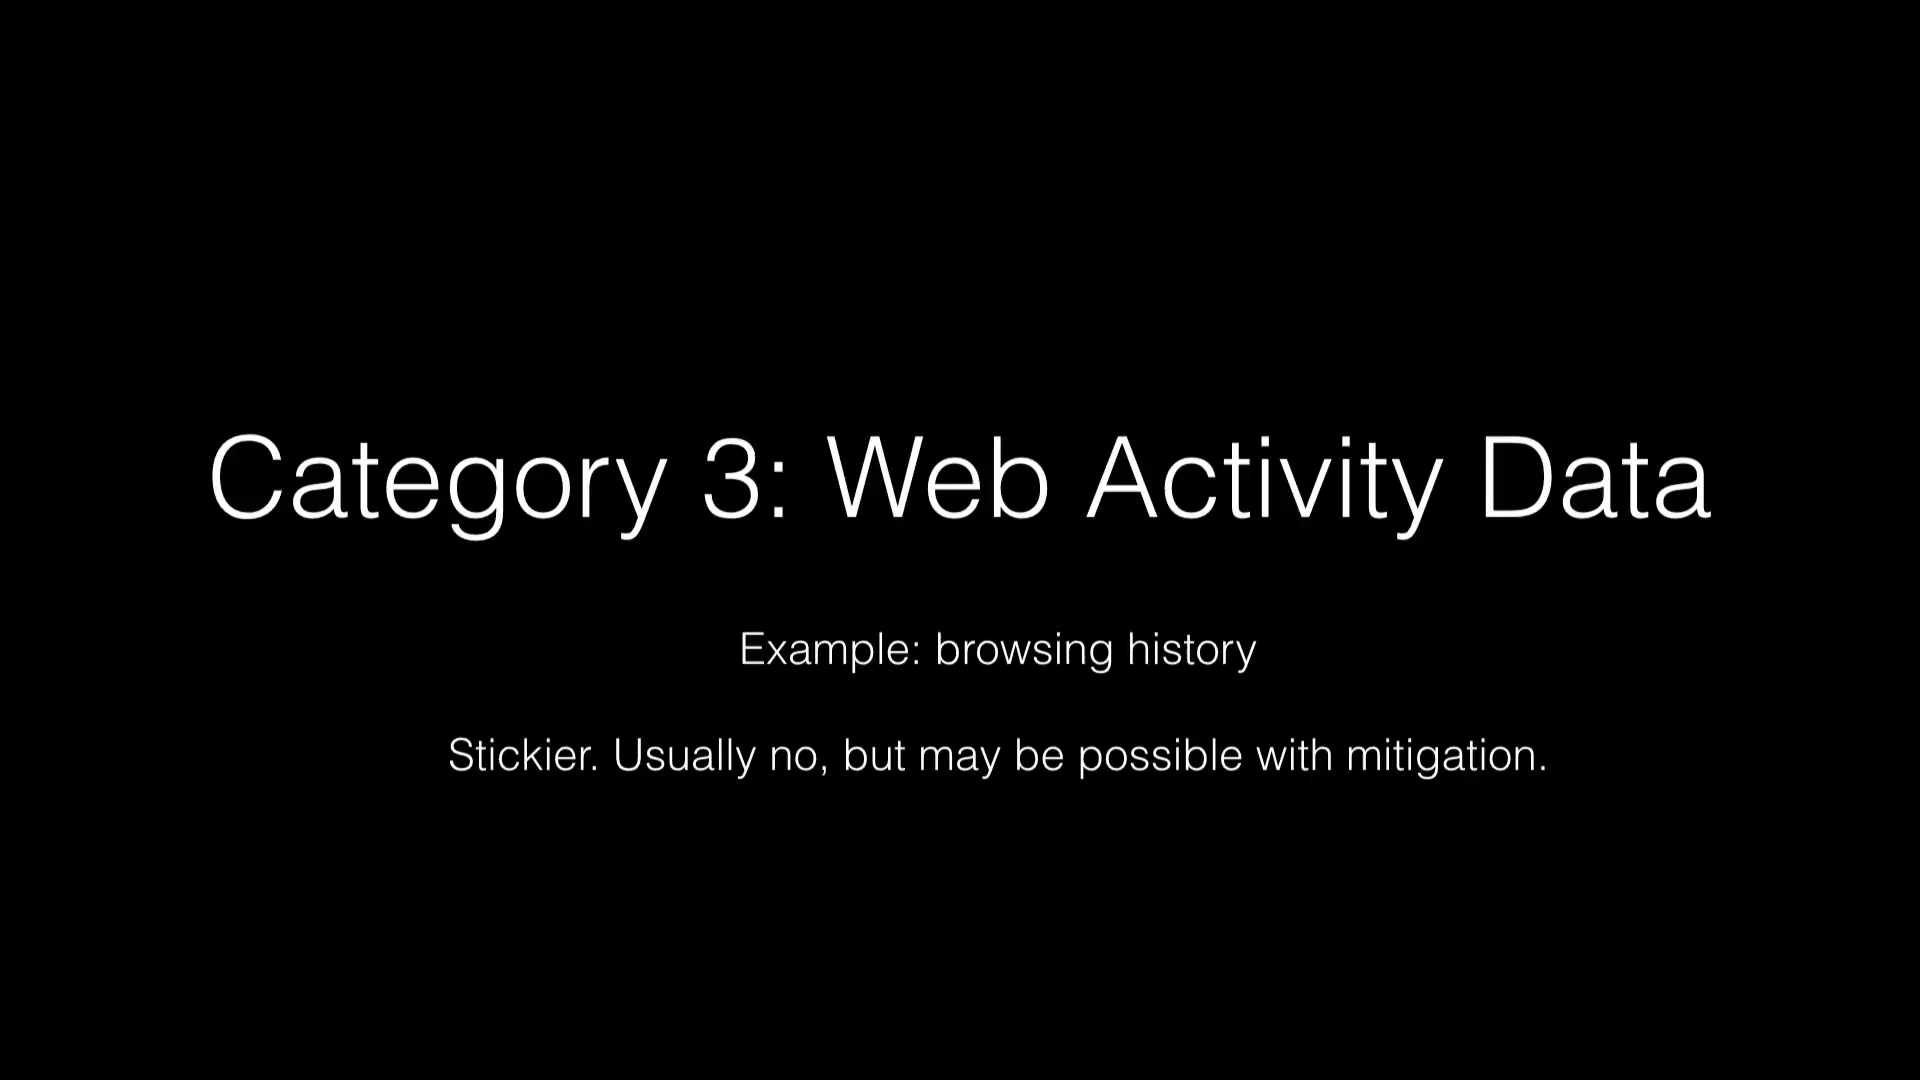 Category 3: Web Activity Data
Example: browsing history
Stickier. Usually no, but may be possible with mitigation.